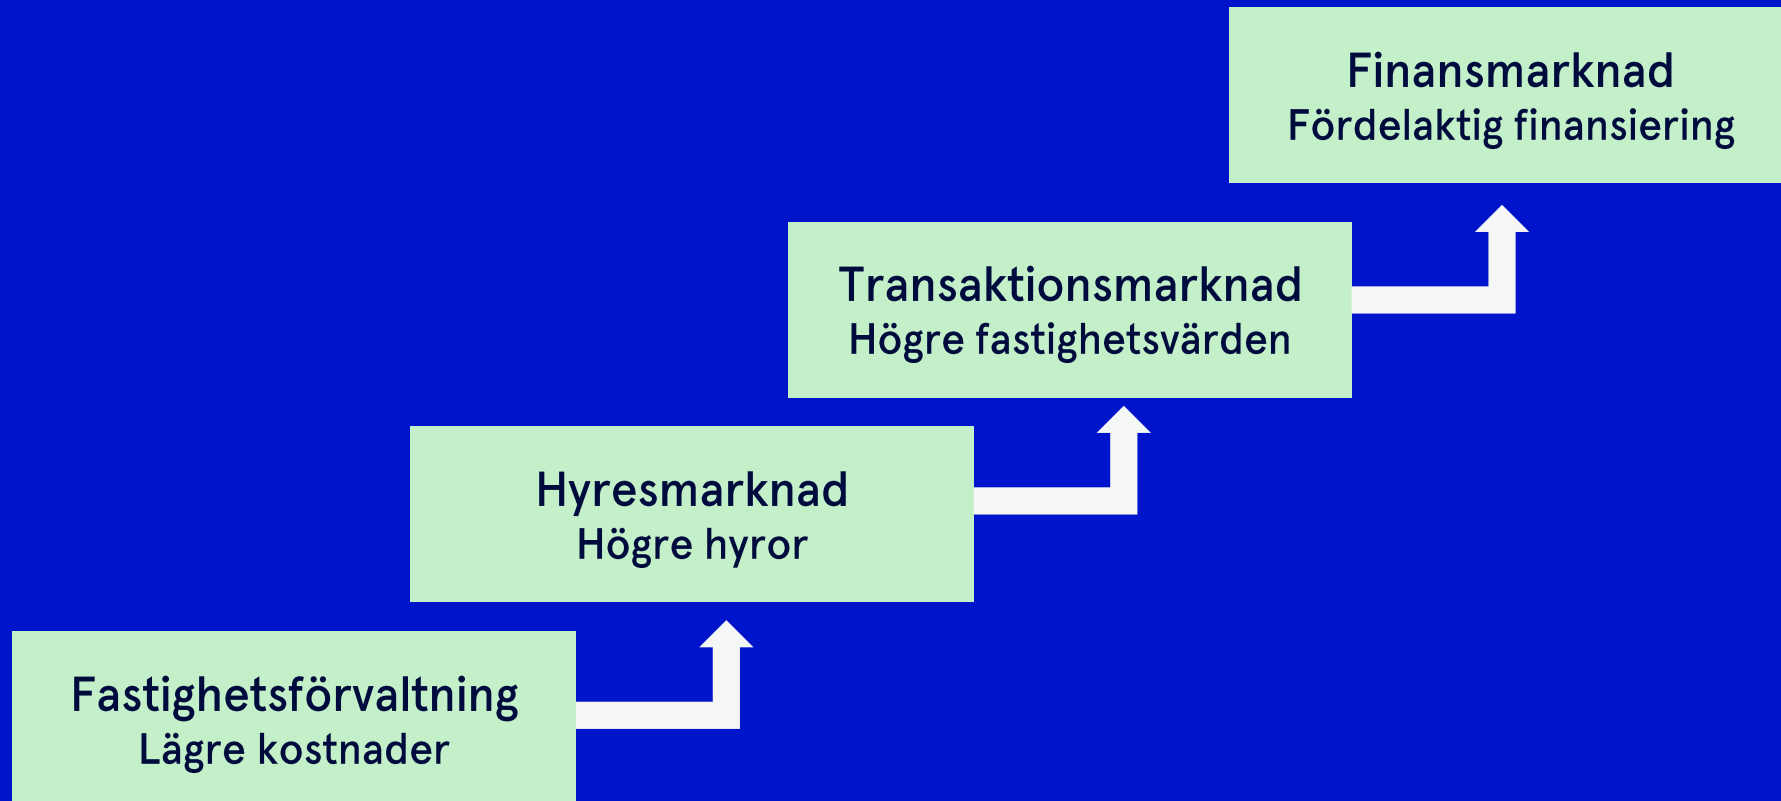 Finansmarknad
Fördelaktig finansiering
Transaktionsmarknad
Högre fastighetsvärden
Hyresmarknad
Högre hyror
Fastighetsförvaltning
Lägre kostnader